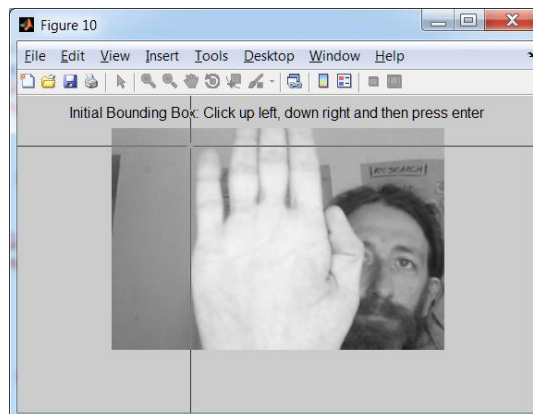 Figure 10
File Edit View Insert Tools Desktop Window Help
Initial Bounding Box: Click up left, down right and then press enter
RESEARCH